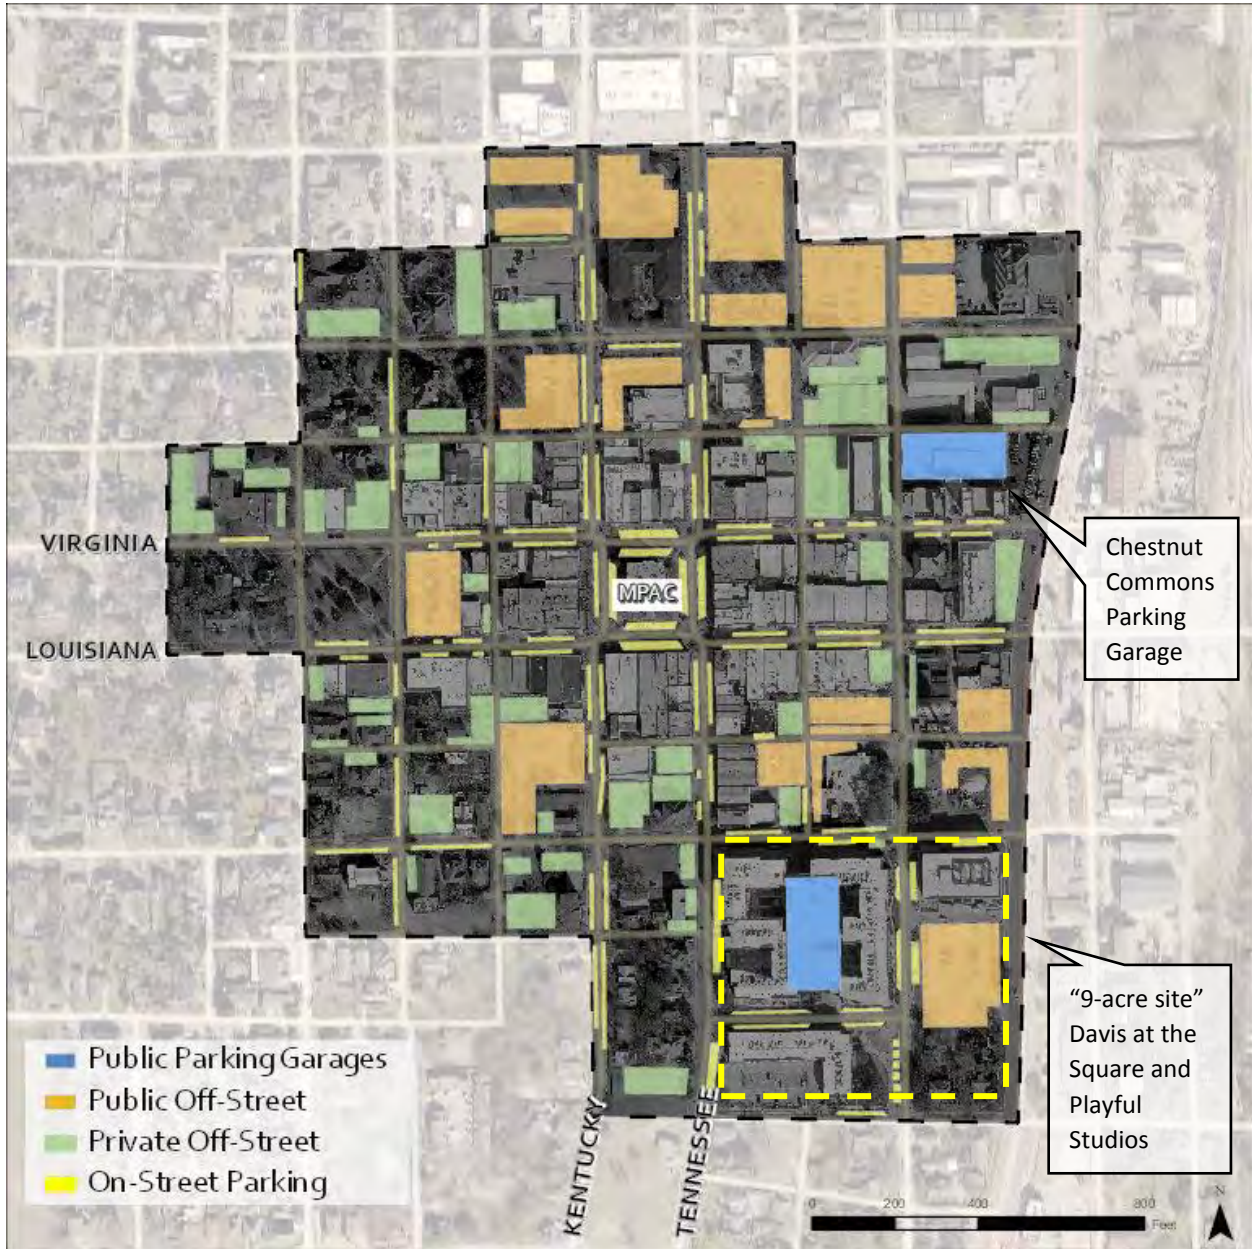 VIRGINIA
MPAC
LOUISIANA
Chestnut
Commons
Parking
Garage
"9-acre site"
Davis at the
Square and
Playful
Studios
Public Parking Garages
Public Off-Street
Private Off-Street
On-Street Parking
KENTUCKY
TENNESSEE
0 200 400 800
Feet
N